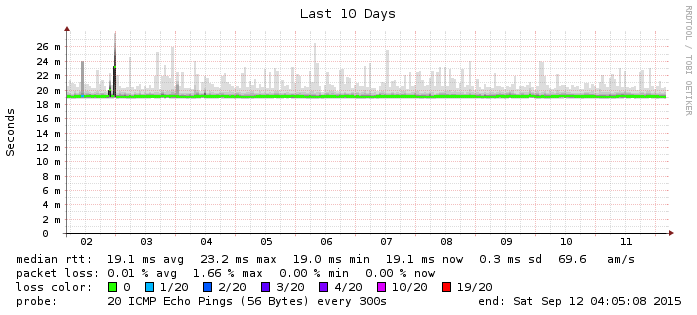 Last 10 Days
RRDTOOL / TOBI OETIKER
Seconds
26 m
24 m
22 m
20 m
18 m
16 m
14 m
12 m
10 m
8 m
6 m
4 m
2 m
0
02 03 04 05 06 07 08 09 10 11
median rtt: 19.1 ms avg 23.2 ms max 19.0 ms min 19.1 ms now 0.3 ms sd 69.6 am/s
packet loss: 0.01 % avg 1.66 % max 0.00 % min 0.00 % now
loss color: 0 1/20 2/20 3/20 4/20 10/20 19/20
probe: 20 ICMP Echo Pings (56 Bytes) every 300s end: Sat Sep 12 04:05:08 2015